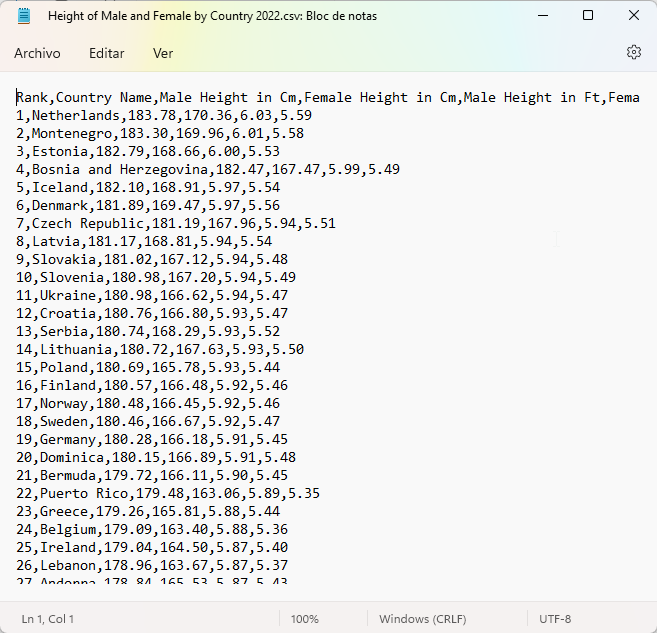 Height of Male and Female by Country 2022.csv: Bloc de notas
Archivo Editar Ver
Rank,Country Name,Male Height in Cm,Female Height in Cm,Male Height in Ft,Fema
1,Netherlands,183.78,170.36,6.03,5.59
2,Montenegro,183.30,169.96,6.01,5.58
3,Estonia,182.79,168.66,6.00,5.53
4,Bosnia and Herzegovina,182.47,167.47,5.99,5.49
5,Iceland,182.10,168.91,5.97,5.54
6,Denmark,181.89,169.47,5.97,5.56
7,Czech Republic,181.19,167.96,5.94,5.51
8,Latvia,181.17,168.81,5.94,5.54
9,Slovakia,181.02,167.12,5.94,5.48
10,Slovenia,180.98,167.20,5.94,5.49
11,Ukraine,180.98,166.62,5.94,5.47
12,Croatia,180.76,166.80,5.93,5.47
13,Serbia,180.74,168.29,5.93,5.52
14,Lithuania,180.72,167.63,5.93,5.50
15,Poland,180.69,165.78,5.93,5.44
16,Finland,180.57,166.48,5.92,5.46
17,Norway,180.48,166.45,5.92,5.46
18,Sweden,180.46,166.67,5.92,5.47
19,Germany,180.28,166.18,5.91,5.45
20,Dominica,180.15,166.89,5.91,5.48
21,Bermuda,179.72,166.11,5.90,5.45
22,Puerto Rico,179.48,163.06,5.89,5.35
23,Greece,179.26,165.81,5.88,5.44
24,Belgium,179.09,163.40,5.88,5.36
25,Ireland,179.04,164.50,5.87,5.40
26,Lebanon,178.96,163.67,5.87,5.37
27,Andorra,178.84,165.53,5.87,5.43
Ln 1, Col 1 100% Windows (CRLF) UTF-8